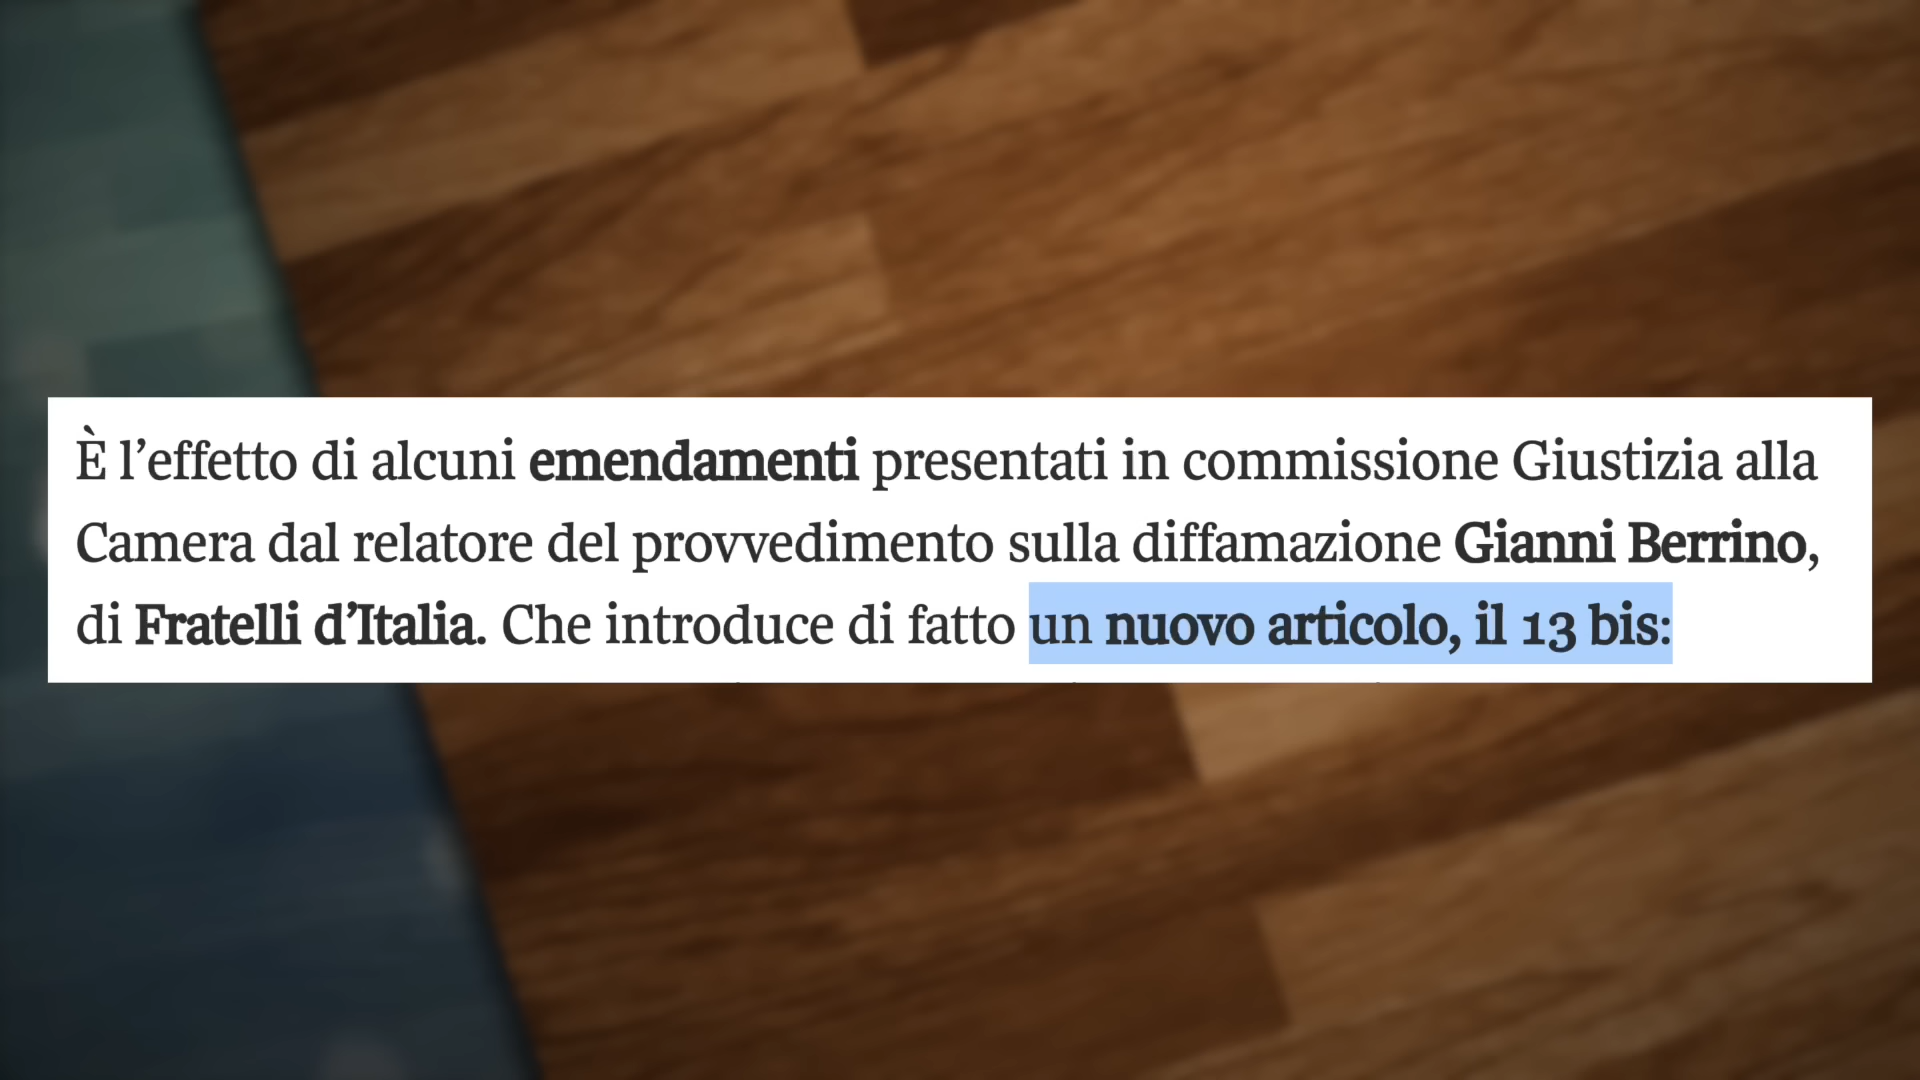 È l’effetto di alcuni emendamenti presentati in commissione Giustizia alla
Camera dal relatore del provvedimento sulla diffamazione Gianni Berrino,
di Fratelli d’Italia. Che introduce di fatto un nuovo articolo, il 13 bis: